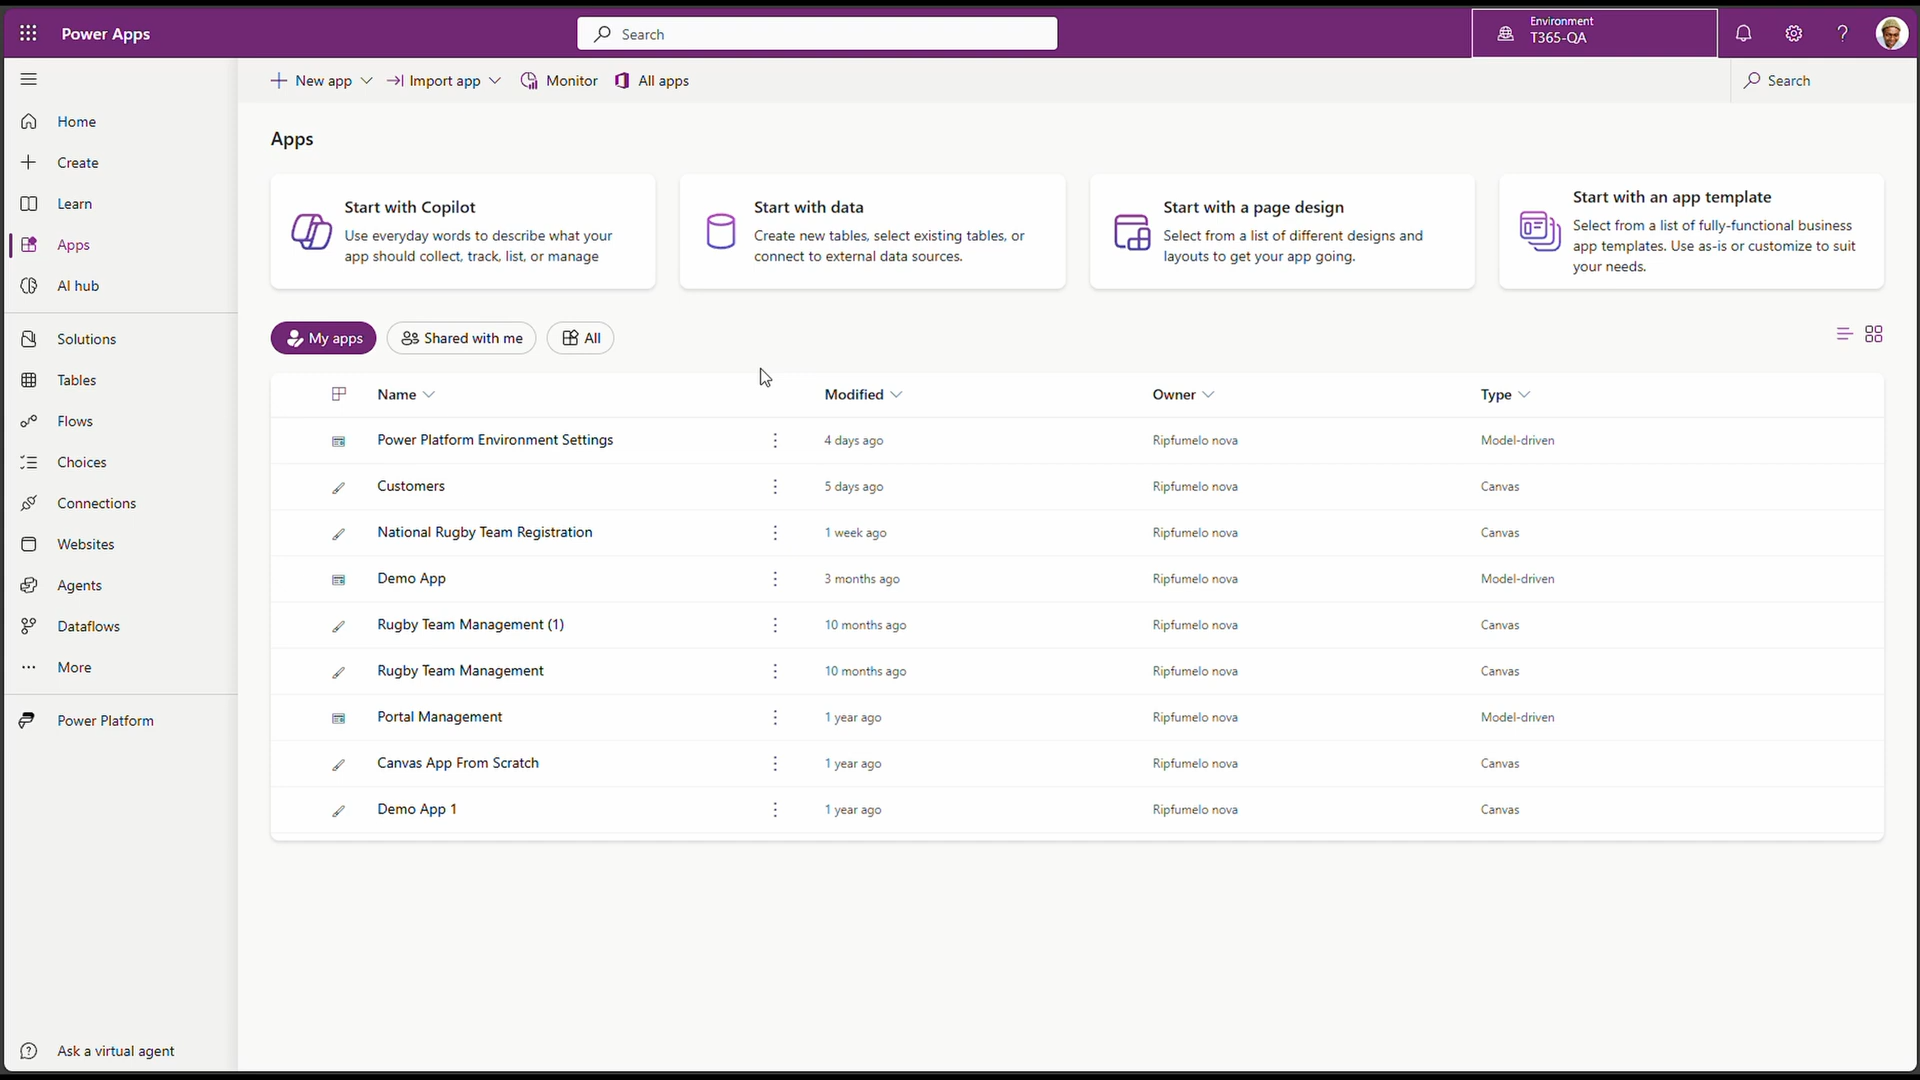 Power Apps
Search
Environment
T365-QA
New app
Import app
Monitor
All apps
Search
Home
Create
Learn
Apps
AI hub
Solutions
Tables
Flows
Choices
Connections
Websites
Agents
Dataflows
More
Power Platform
Ask a virtual agent
Apps
Start with Copilot
Use everyday words to describe what your
app should collect, track, list, or manage
Start with data
Create new tables, select existing tables, or
connect to external data sources.
Start with a page design
Select from a list of different designs and
layouts to get your app going.
Start with an app template
Select from a list of fully-functional business
app templates. Use as-is or customize to suit
your needs.
My apps
Shared with me
All
Name Modified Owner Type
Power Platform Environment Settings 4 days ago Ripfumelo nova Model-driven
Customers 5 days ago Ripfumelo nova Canvas
National Rugby Team Registration 1 week ago Ripfumelo nova Canvas
Demo App 3 months ago Ripfumelo nova Model-driven
Rugby Team Management (1) 10 months ago Ripfumelo nova Canvas
Rugby Team Management 10 months ago Ripfumelo nova Canvas
Portal Management 1 year ago Ripfumelo nova Model-driven
Canvas App From Scratch 1 year ago Ripfumelo nova Canvas
Demo App 1 1 year ago Ripfumelo nova Canvas